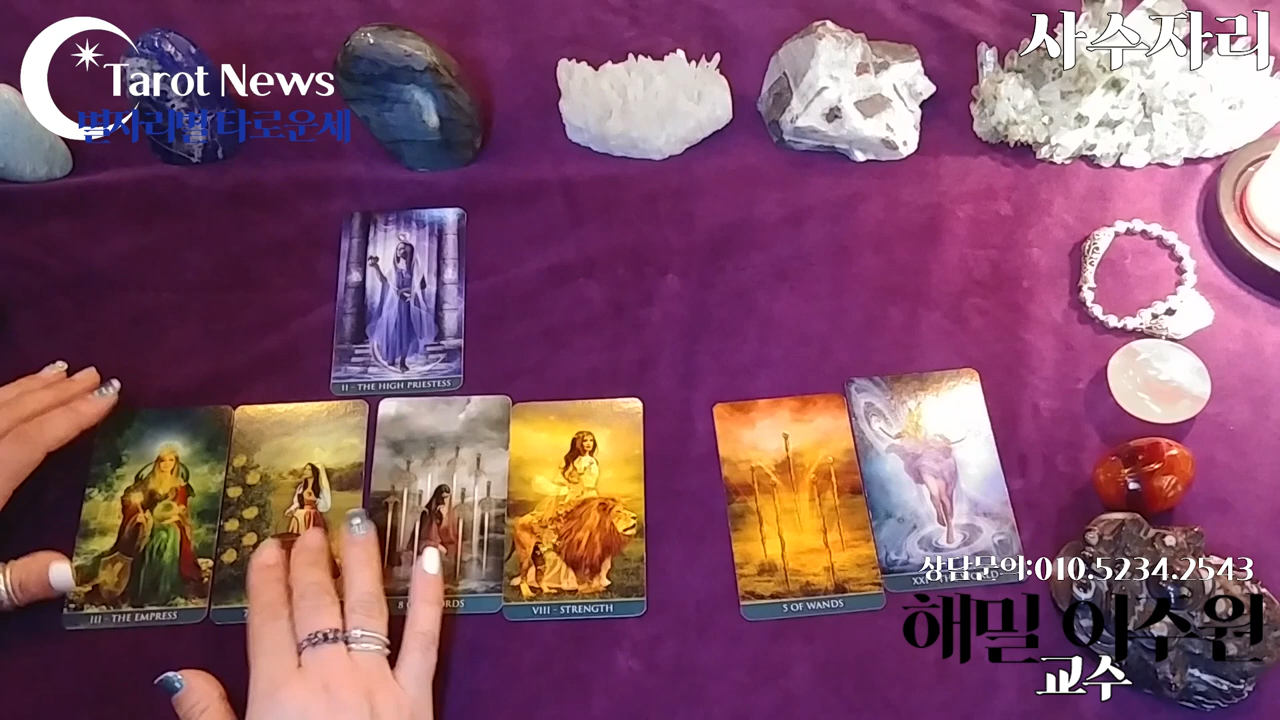 사수자리
Tarot News
별자리별 타로운세
II - THE HIGH PRIESTESS
III - THE EMPRESS
7
8 OF SWORDS
VIII - STRENGTH
5 OF WANDS
상담문의:010.5234.2543
해밀 이주원
교수